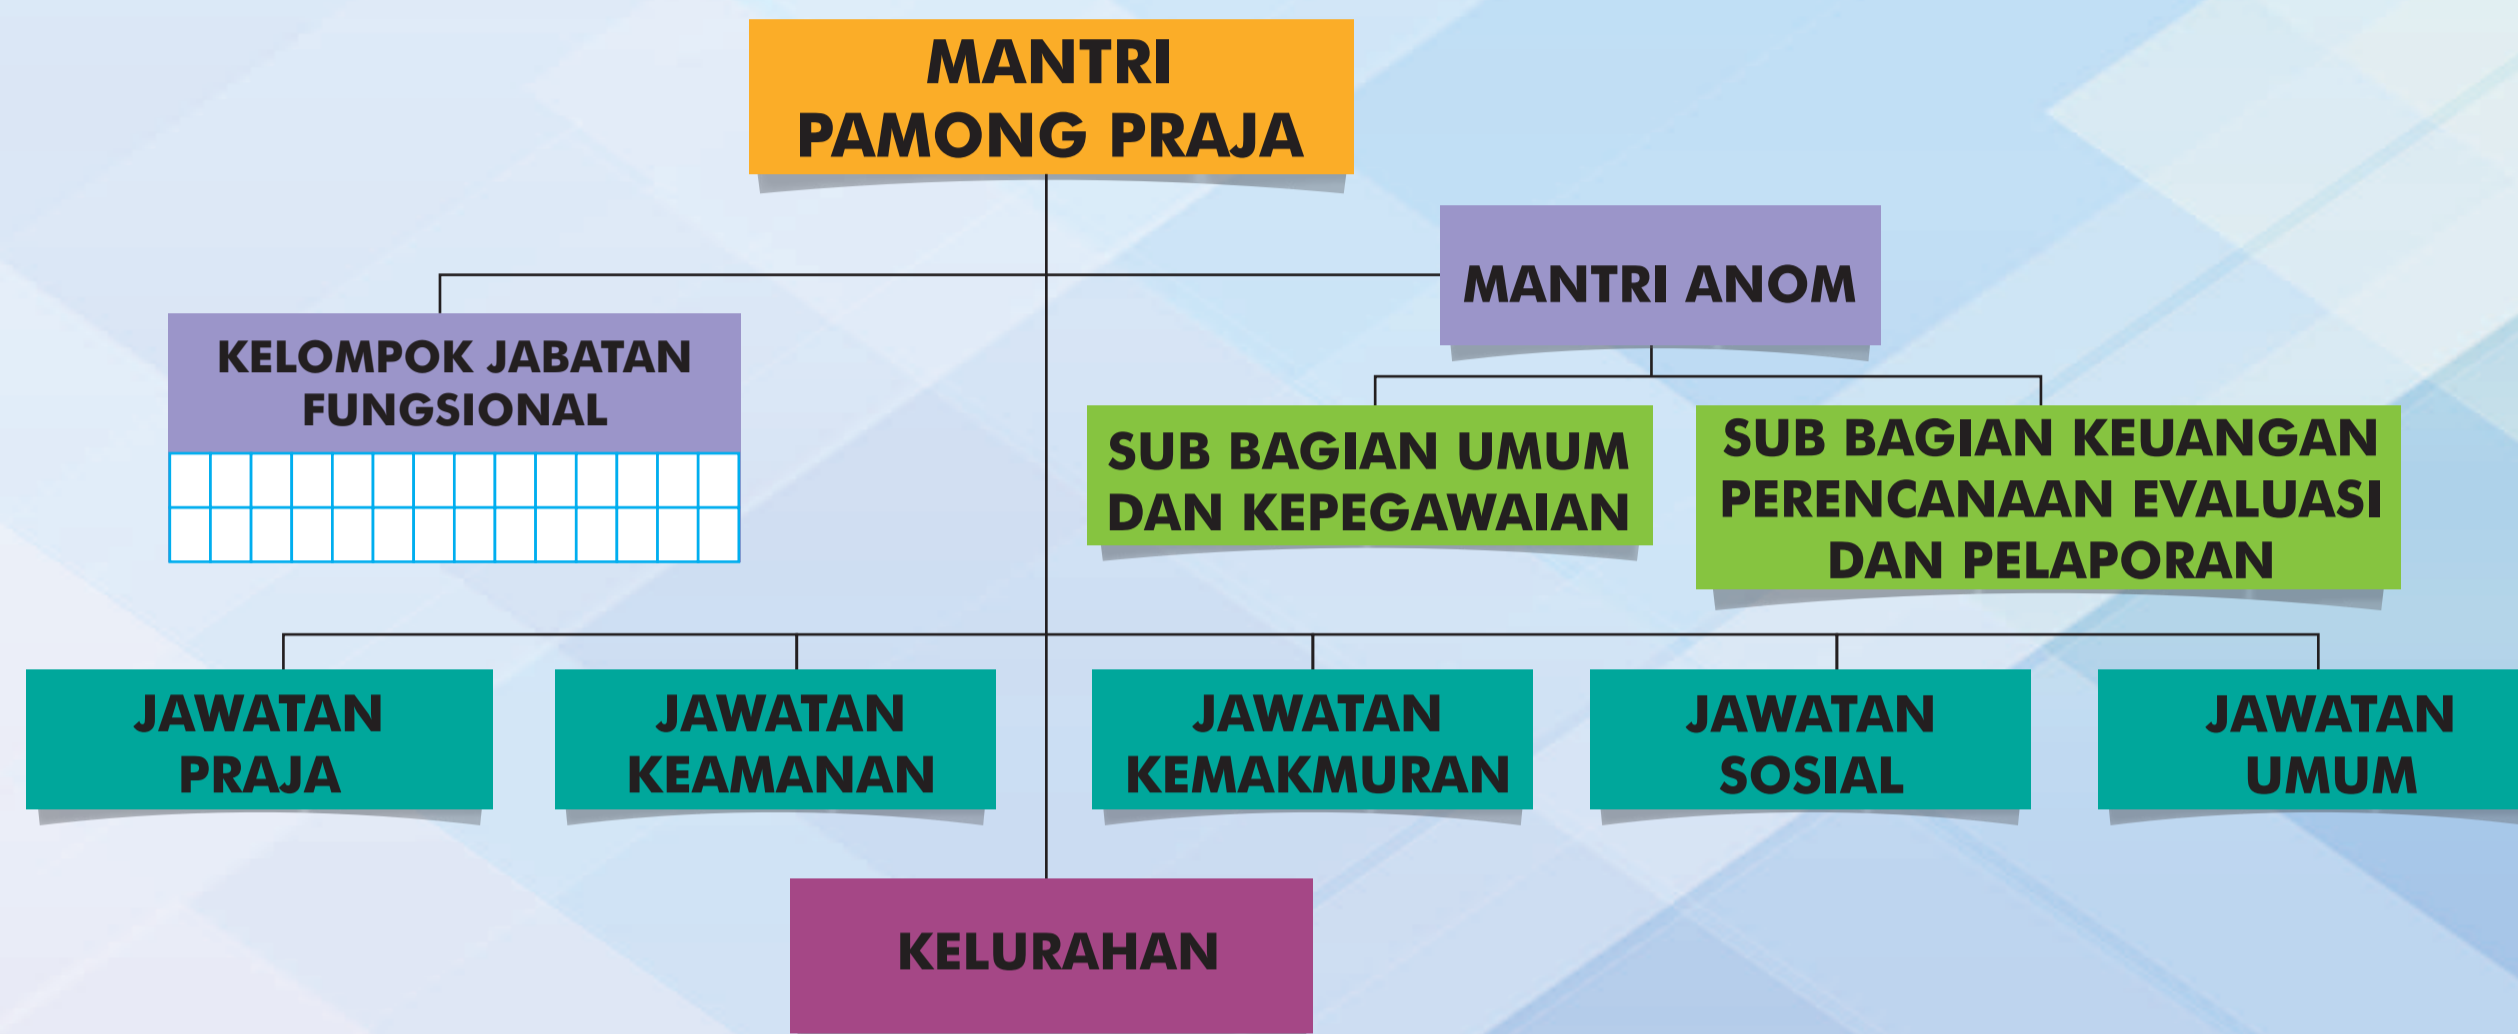 MANTRI
PAMONG PRAJA
MANTRI ANOM
KELOMPOK JABATAN
FUNGSIONAL
SUB BAGIAN UMUM
DAN KEPEGAWAIAN
SUB BAGIAN KEUANGAN
PERENCANAAN EVALUASI
DAN PELAPORAN
JAWATAN
PRAJA
JAWATAN
KEAMANAN
JAWATAN
KEMAKMURAN
JAWATAN
SOSIAL
JAWATAN
UMUM
KELURAHAN